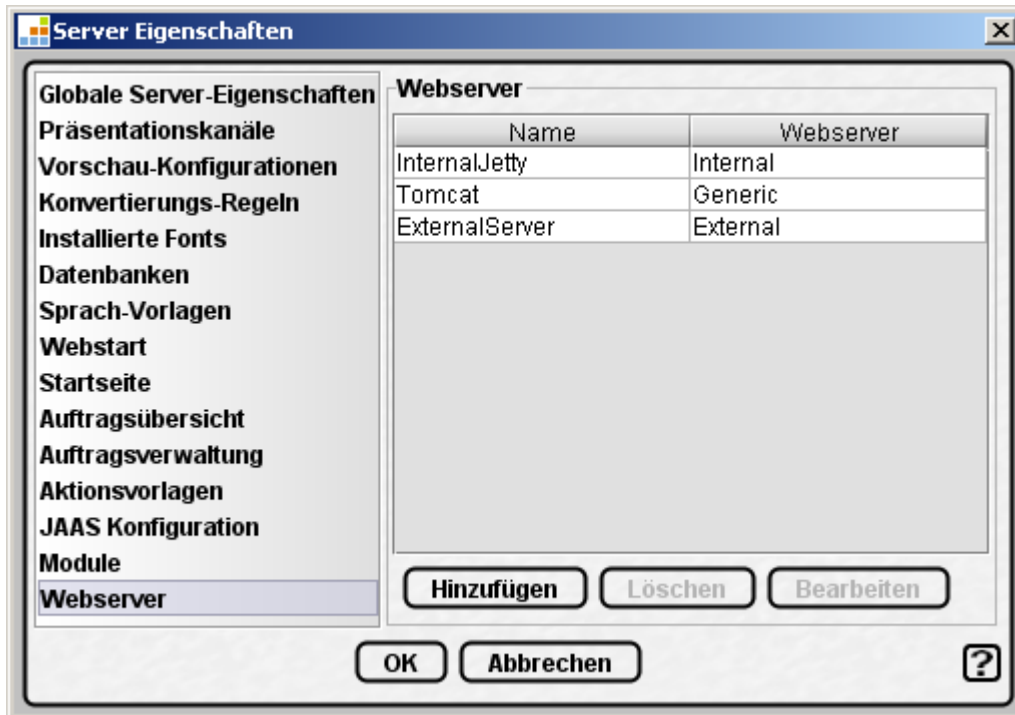 Server Eigenschaften
Globale Server-Eigenschaften
Präsentationskanäle
Vorschau-Konfigurationen
Konvertierungs-Regeln
Installierte Fonts
Datenbanken
Sprach-Vorlagen
Webstart
Startseite
Auftragsübersicht
Auftragsverwaltung
Aktionsvorlagen
JAAS Konfiguration
Module
Webserver
Webserver
Name Webserver
InternalJetty Internal
Tomcat Generic
ExternalServer External
Hinzufügen Löschen Bearbeiten
OK Abbrechen ?